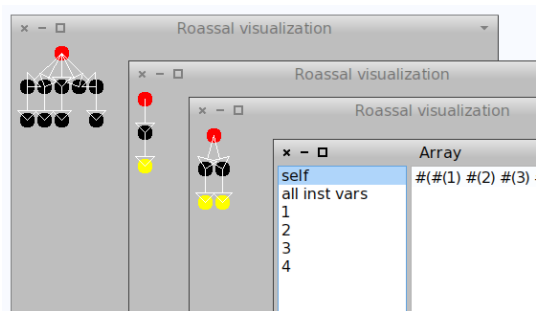 Roassal visualization
Roassal visualization
Roassal visualization
Array
self
all inst vars
1
2
3
4
#(#(1) #(2) #(3)